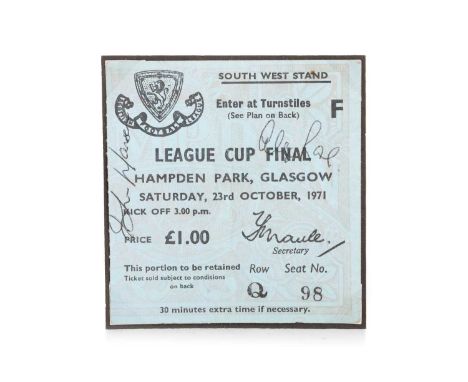 SOUTH WEST STAND
Enter at Turnstiles
(See Plan on Back)
F
LEAGUE CUP FINAL
HAMPDEN PARK, GLASGOW
SATURDAY, 23rd OCTOBER, 1971
KICK OFF 3.00 p.m.
PRICE £1.00
Secretary
This portion to be retained
Ticket sold subject to conditions
on back
Row Seat No.
Q 98
30 minutes extra time if necessary.